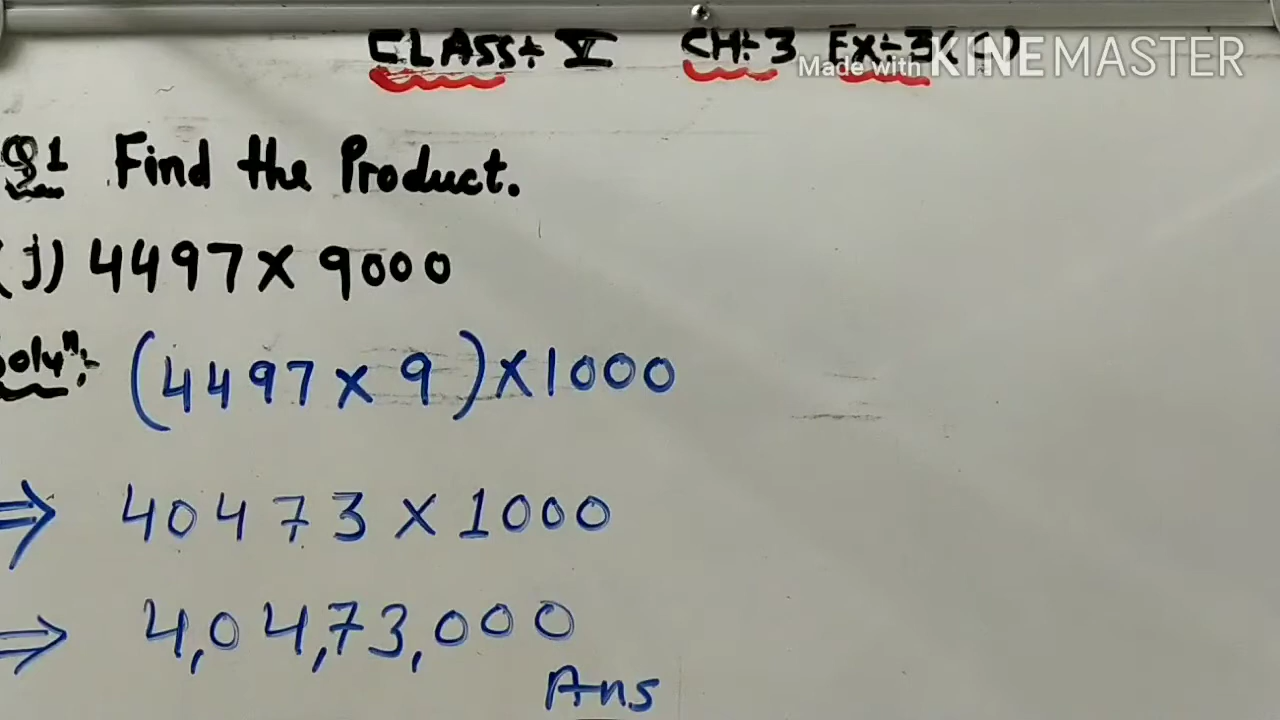 CLASS÷ V CH÷3 Ex÷3( )
Made with KINEMASTER
Q1 Find the Product.
(j) 4497 × 9000
Solyⁿ:-
(4497 × 9) × 1000
⇒ 40473 × 1000
⇒ 4,04,73,000
Ans